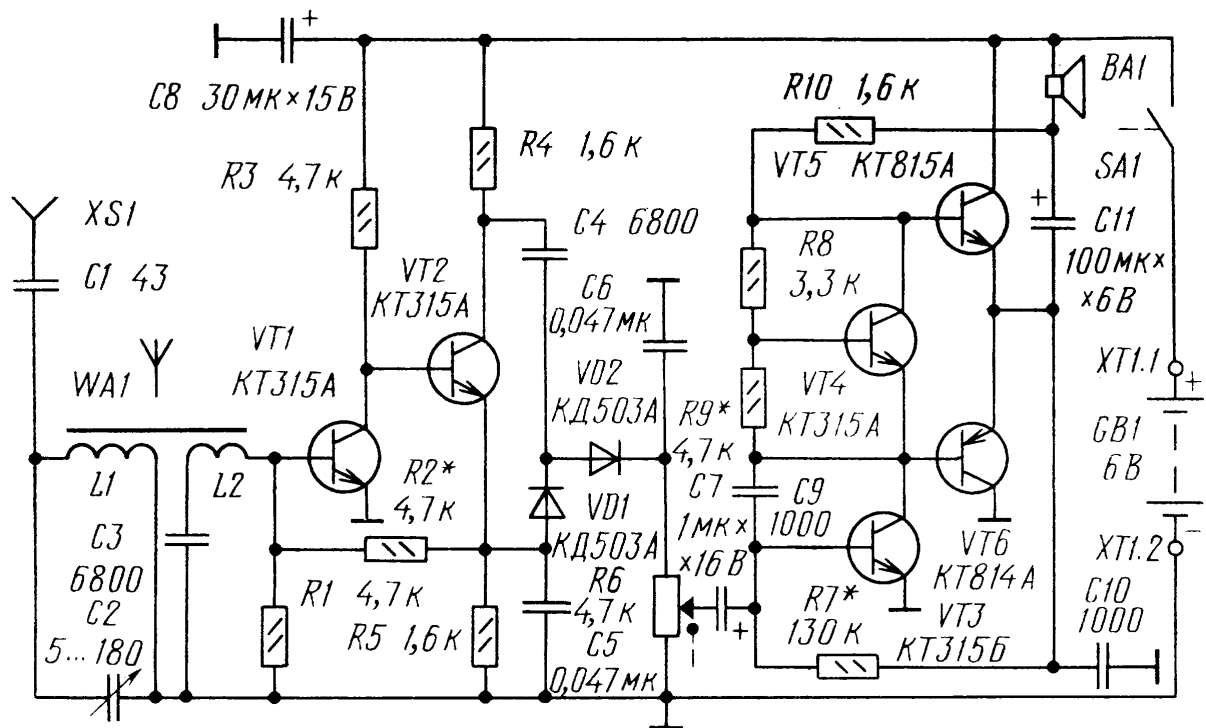 +
C8 30МК×15В
R3 4,7К
R4 1,6К
R10 1,6К
BA1
VT5 КТ815А
SA1
XS1
C1 43
C4 6800
+
C11
100МК×
×6В
R8
3,3К
VT2
КТ315А
C6
0,047МК
VT1
КТ315А
WA1
VD2
КД503А
R9*
4,7К
VT4
КТ315А
XT1.1
+
GB1
6В
-
L1
L2
R2*
4,7К
C7
1МК×
×16В
C9
1000
C3
6800
VD1
КД503А
VT6
КТ814А
XT1.2
C2
5...180
R1 4,7К
R5 1,6К
R6
4,7К
C5
0,047МК
+
R7*
130К
VT3
КТ315Б
C10
1000